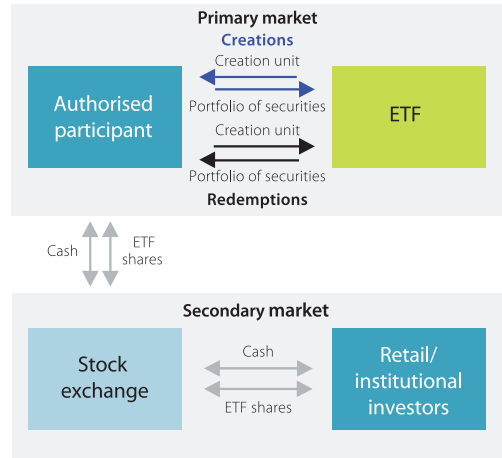 Primary market
Creations
Creation unit
Authorised
participant
Portfolio of securities
ETF
Creation unit
Portfolio of securities
Redemptions
Cash
ETF
shares
Secondary market
Stock
exchange
Cash
ETF shares
Retail/
institutional
investors